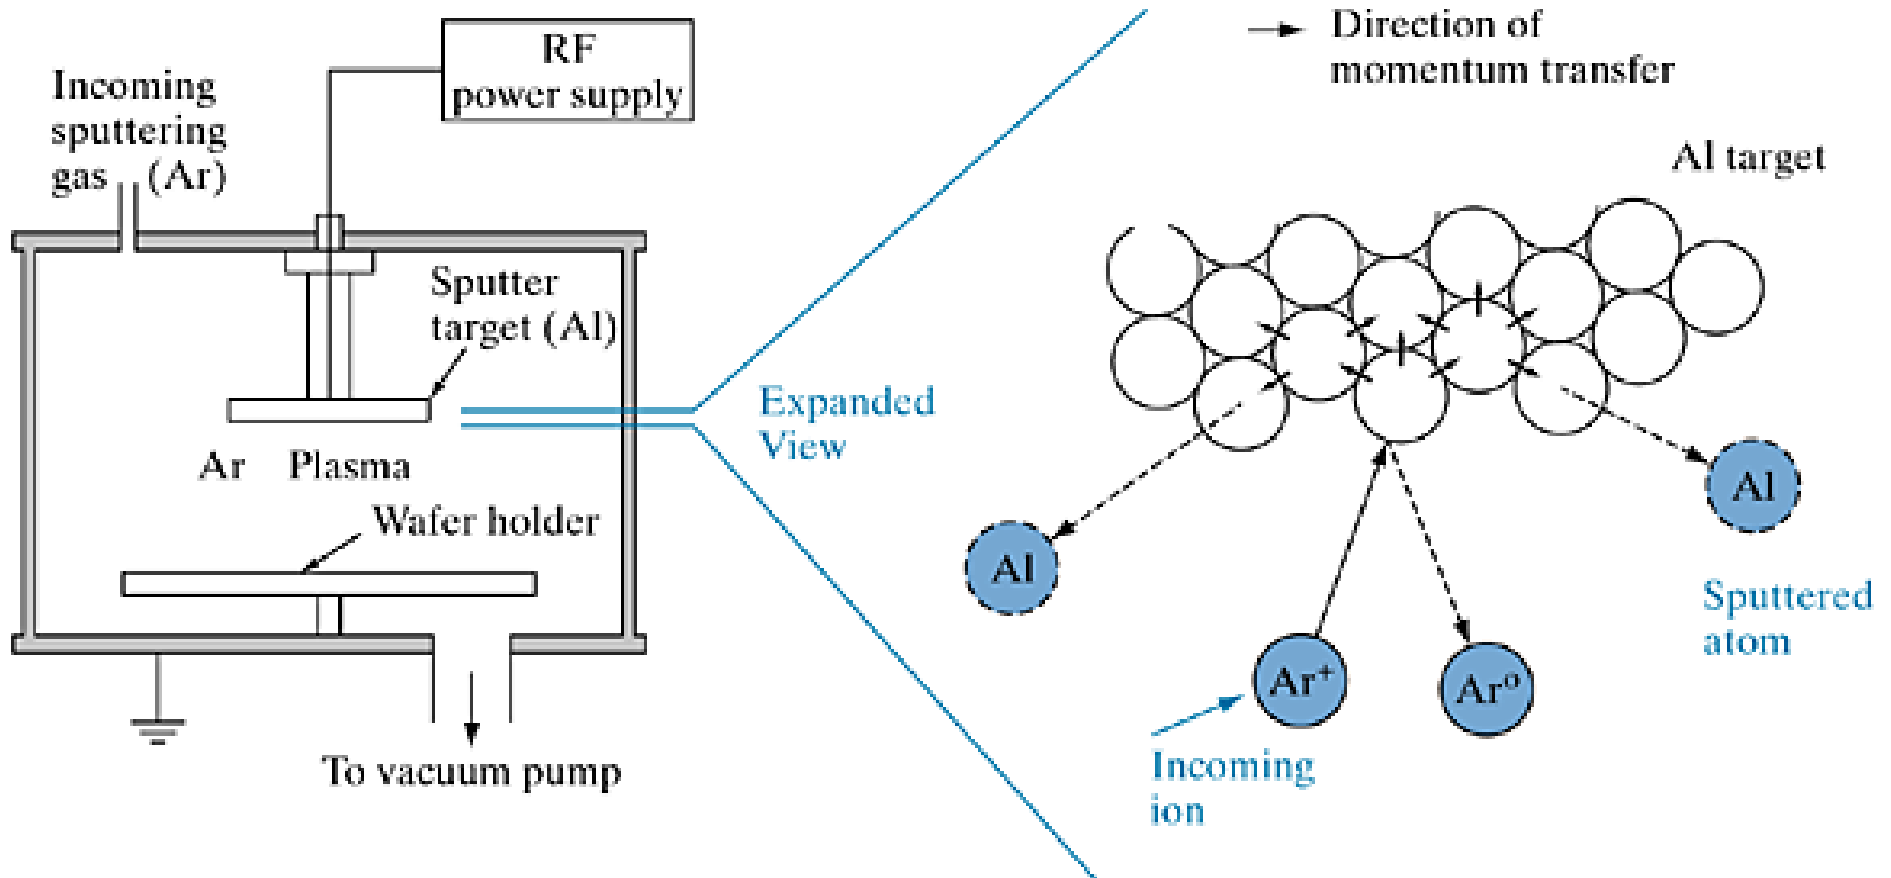 RF
power supply
Incoming
sputtering
gas (Ar)
Sputter
target (Al)
Ar Plasma
Wafer holder
To vacuum pump
Expanded
View
Direction of
momentum transfer
Al target
Al
Al
Sputtered
atom
Ar⁺
Ar⁰
Incoming
ion